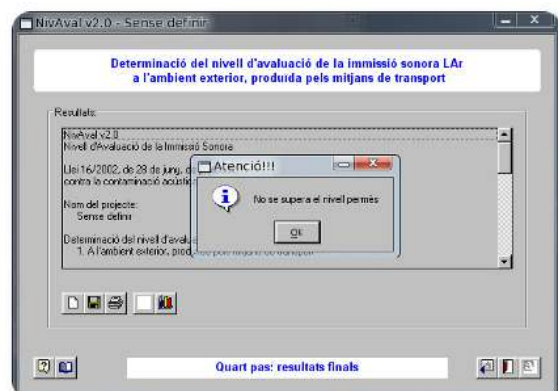 NivAval v2.0 - Sense definir
Determinació del nivell d'avaluació de la immissió sonora LAr
a l'ambient exterior, produïda pels mitjans de transport
Resultats:
NivAval v2.0
Nivell d'Avaluació de la Immissió Sonora
Llei 16/2002, de 28 de juny, de
contra la contaminació acústica
Nom del projecte:
Sense definir
Determinació del nivell d'avalu
1. A l'ambient exterior, produïda pels mitjans de transport
Atenció!!!
No se supera el nivell permès
Ok
Quart pas: resultats finals